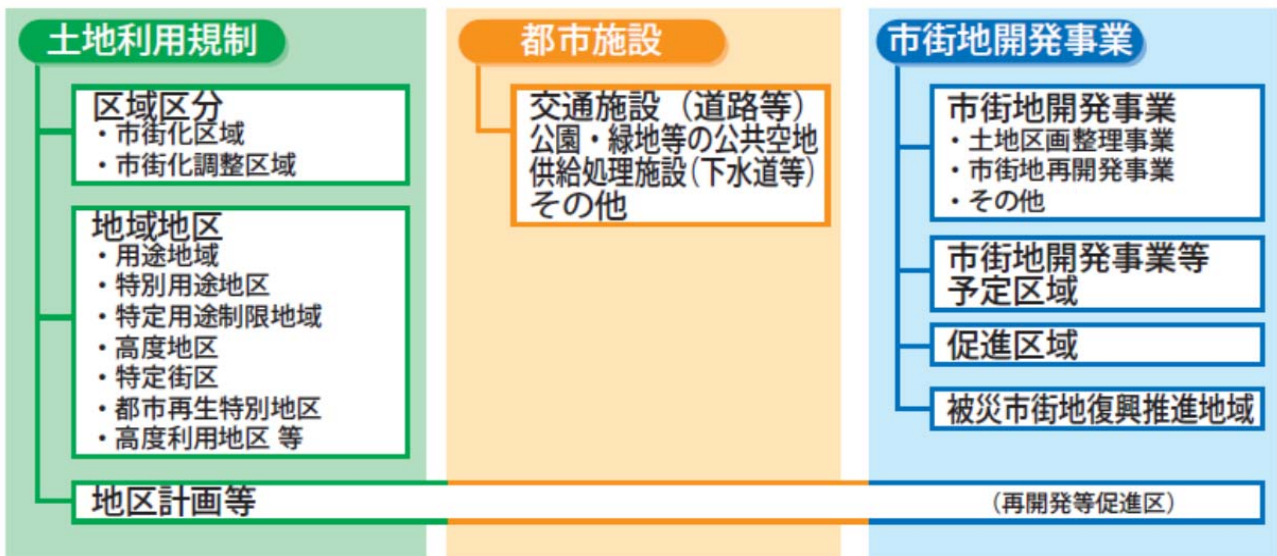 土地利用規制
区域区分
・市街化区域
・市街化調整区域
地域地区
・用途地域
・特別用途地区
・特定用途制限地域
・高度地区
・特定街区
・都市再生特別地区
・高度利用地区 等
地区計画等
都市施設
交通施設（道路等）
公園・緑地等の公共空地
供給処理施設(下水道等)
その他
市街地開発事業
市街地開発事業
・土地区画整理事業
・市街地再開発事業
・その他
市街地開発事業等
予定区域
促進区域
被災市街地復興推進地域
（再開発等促進区）